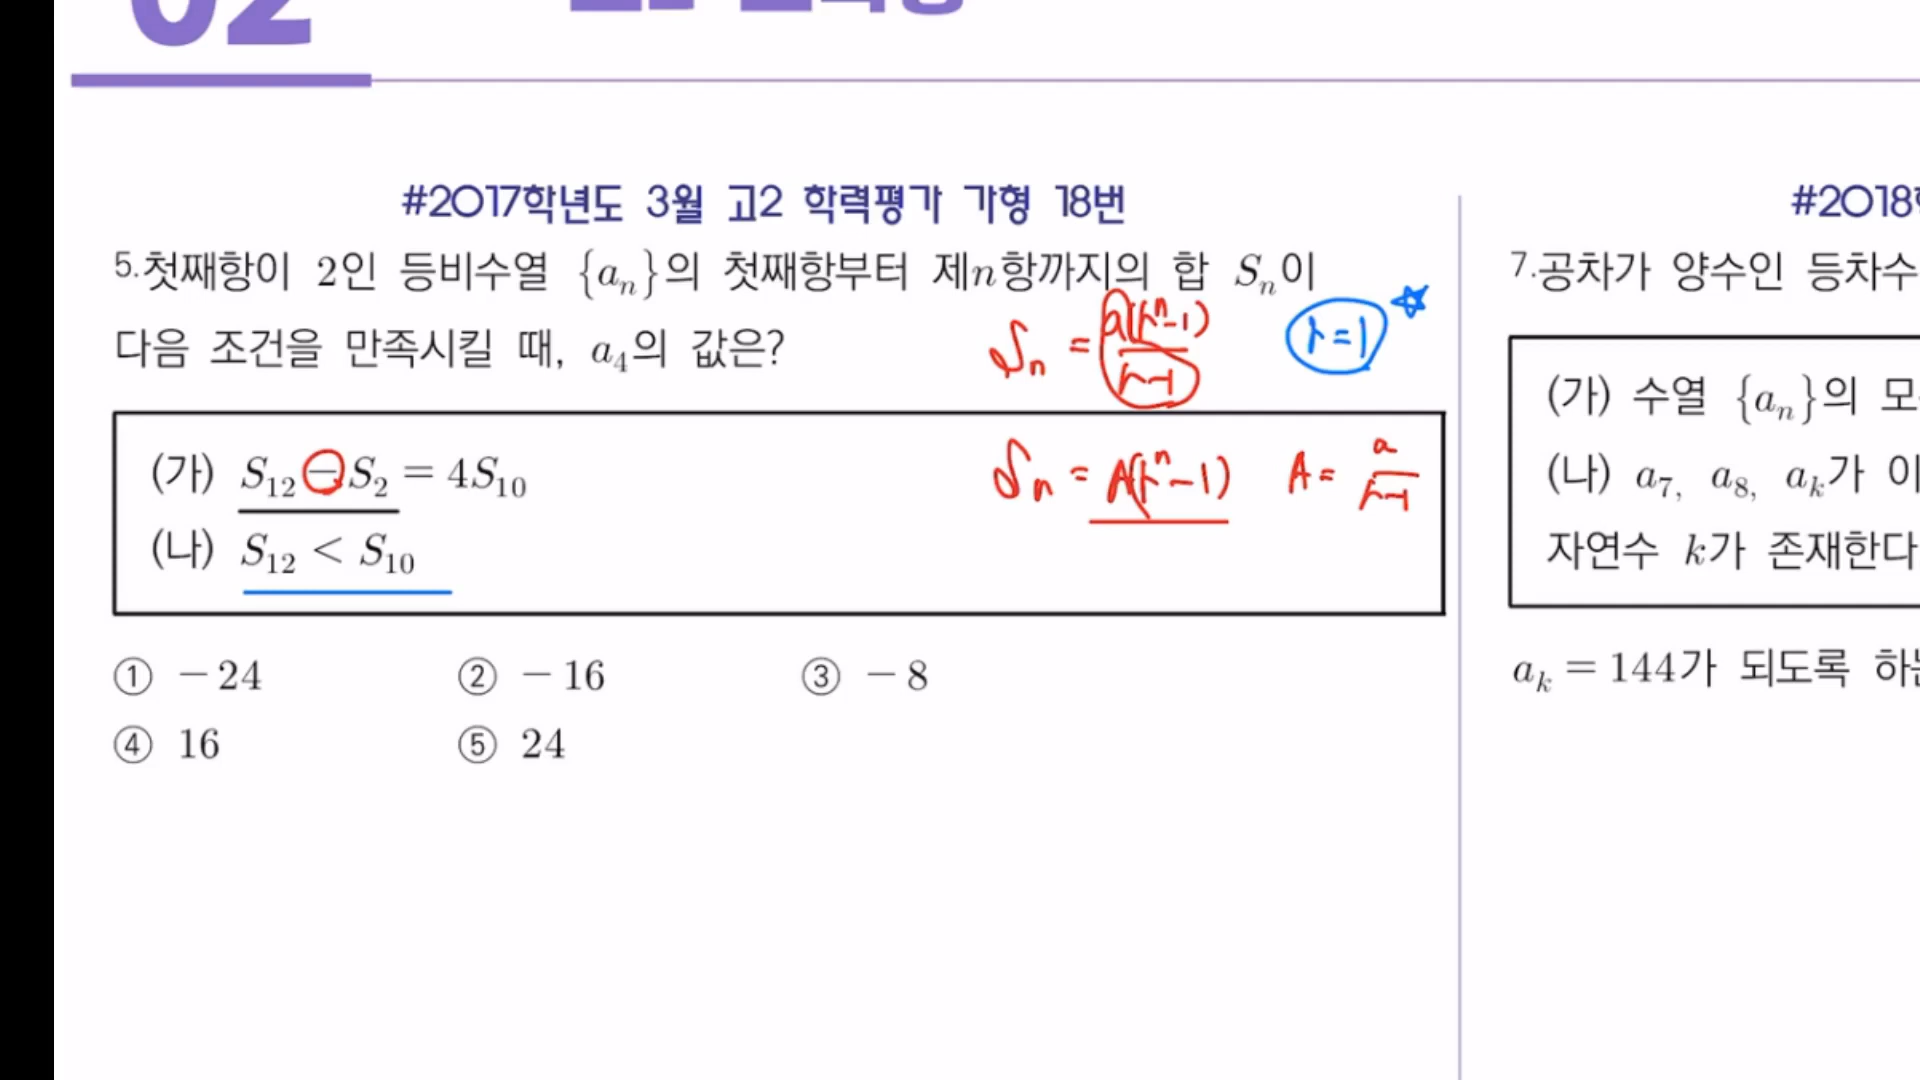 02
#2017학년도 3월 고2 학력평가 가형 18번
5.첫째항이 2인 등비수열 {aₙ}의 첫째항부터 제n항까지의 합 Sₙ이
다음 조건을 만족시킬 때, a₄의 값은?
Sₙ = a(rⁿ-1)/(r-1)
r=1
(가) S₁₂ - S₂ = 4S₁₀
(나) S₁₂ < S₁₀
Sₙ = A(rⁿ-1) A = a/(r-1)
① -24 ② -16 ③ -8
④ 16 ⑤ 24
#2018
7.공차가 양수인 등차수
(가) 수열 {aₙ}의 모
(나) a₇, a₈, aₖ가 이
자연수 k가 존재한다
aₖ = 144가 되도록 하는